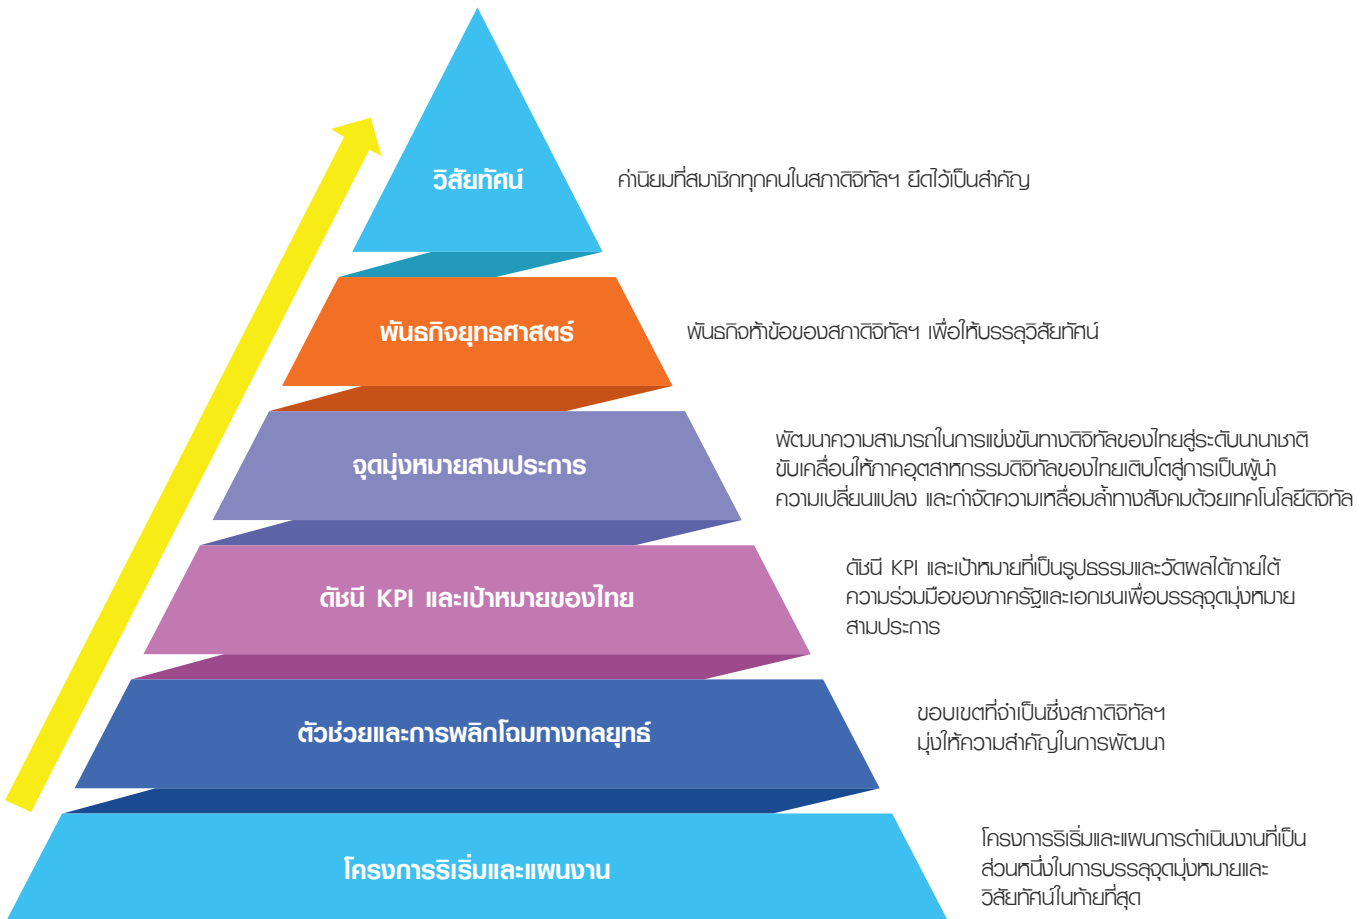 วิสัยทัศน์
ค่านิยมที่สมาชิกทุกคนในสภาดิจิทัลฯ ยึดไว้เป็นสำคัญ
พันธกิจยุทธศาสตร์
พันธกิจห้าข้อของสภาดิจิทัลฯ เพื่อให้บรรลุวิสัยทัศน์
จุดมุ่งหมายสามประการ
พัฒนาความสามารถในการแข่งขันทางดิจิทัลของไทยสู่ระดับนานาชาติ
ขับเคลื่อนให้ภาคอุตสาหกรรมดิจิทัลของไทยเติบโตสู่การเป็นผู้นำ
ความเปลี่ยนแปลง และกำจัดความเหลื่อมล้ำทางสังคมด้วยเทคโนโลยีดิจิทัล
ดัชนี KPI และเป้าหมายของไทย
ดัชนี KPI และเป้าหมายที่เป็นรูปธรรมและวัดผลได้ภายใต้
ความร่วมมือของภาครัฐและเอกชนเพื่อบรรลุจุดมุ่งหมาย
สามประการ
ตัวช่วยและการพลิกโฉมทางกลยุทธ์
ขอบเขตที่จำเป็นซึ่งสภาดิจิทัลฯ
มุ่งให้ความสำคัญในการพัฒนา
โครงการริเริ่มและแผนงาน
โครงการริเริ่มและแผนการดำเนินงานที่เป็น
ส่วนหนึ่งในการบรรลุจุดมุ่งหมายและ
วิสัยทัศน์ในท้ายที่สุด